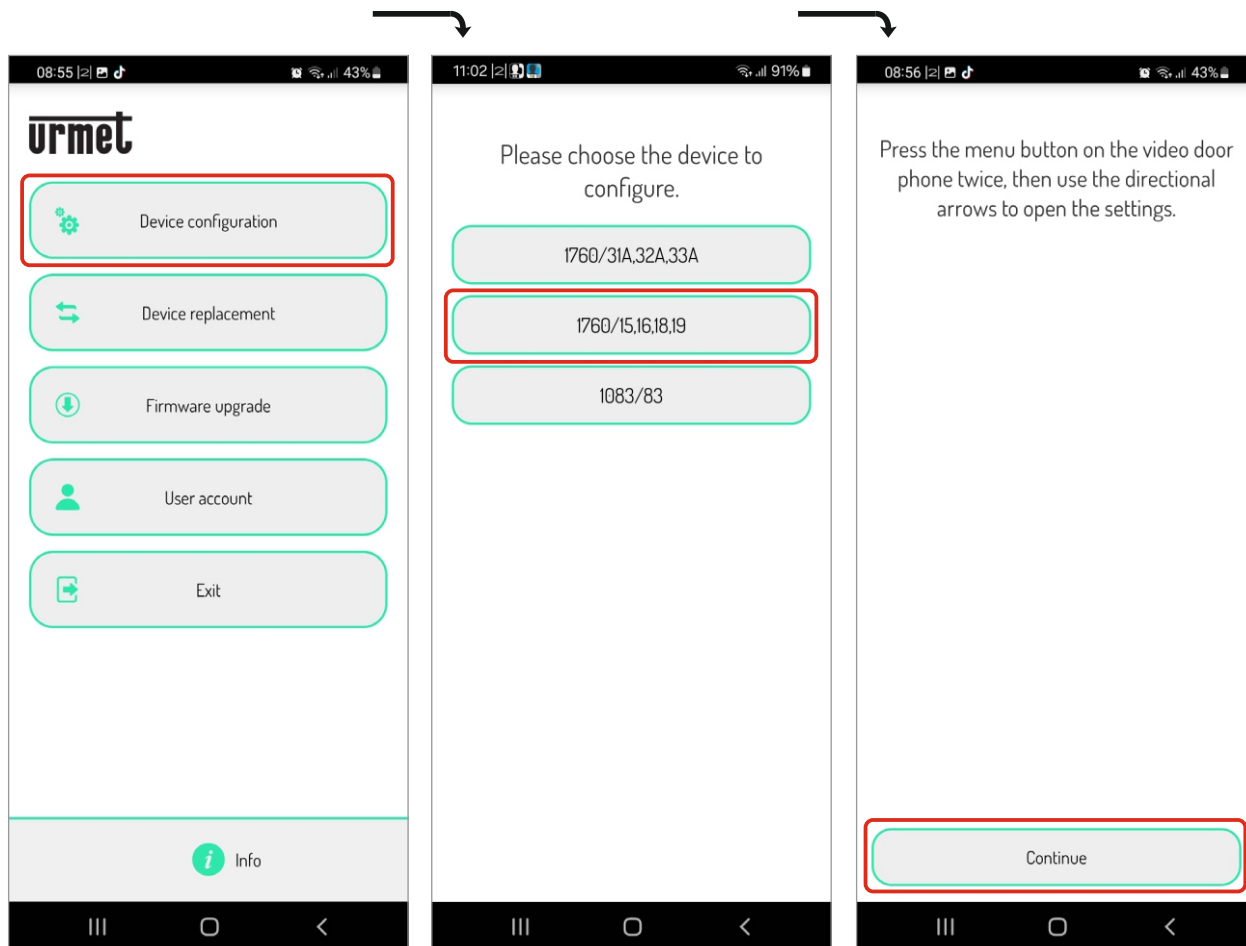 08:55 |2|
43%
urmet
Device configuration
Device replacement
Firmware upgrade
User account
Exit
i Info
11:02 |2|
91%
Please choose the device to
configure.
1760/31A,32A,33A
1760/15,16,18,19
1083/83
08:56 |2|
43%
Press the menu button on the video door
phone twice, then use the directional
arrows to open the settings.
Continue